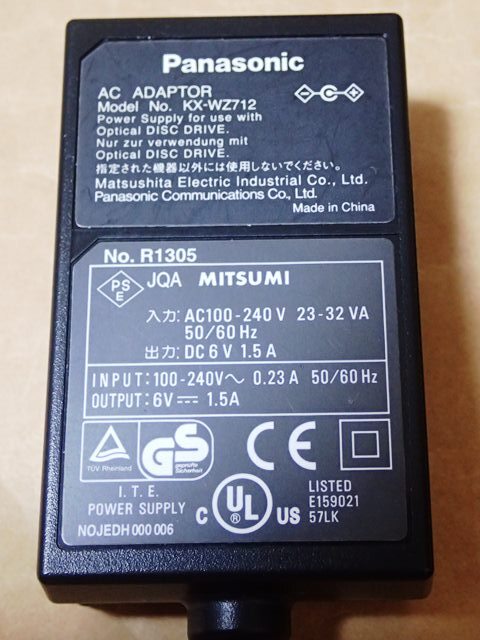 Panasonic
AC ADAPTOR
Model No. KX-WZ712
Power Supply for use with
Optical DISC DRIVE.
Nur zur verwendung mit
Optical DISC DRIVE.
指定された機器以外には使用しないでください。
Matsushita Electric Industrial Co., Ltd.
Panasonic Communications Co., Ltd.
Made in China
No. R1305
PSE JQA MITSUMI
入力: AC100-240V 23-32 VA
50/60 Hz
出力: DC 6V 1.5 A
INPUT: 100-240V～ 0.23 A 50/60 Hz
OUTPUT: 6V⎓ 1.5A
TÜV Rheinland
GS geprüfte Sicherheit
CE
I. T. E.
POWER SUPPLY
NOJEDH 000 006
C UL ® US
LISTED
E159021
57LK